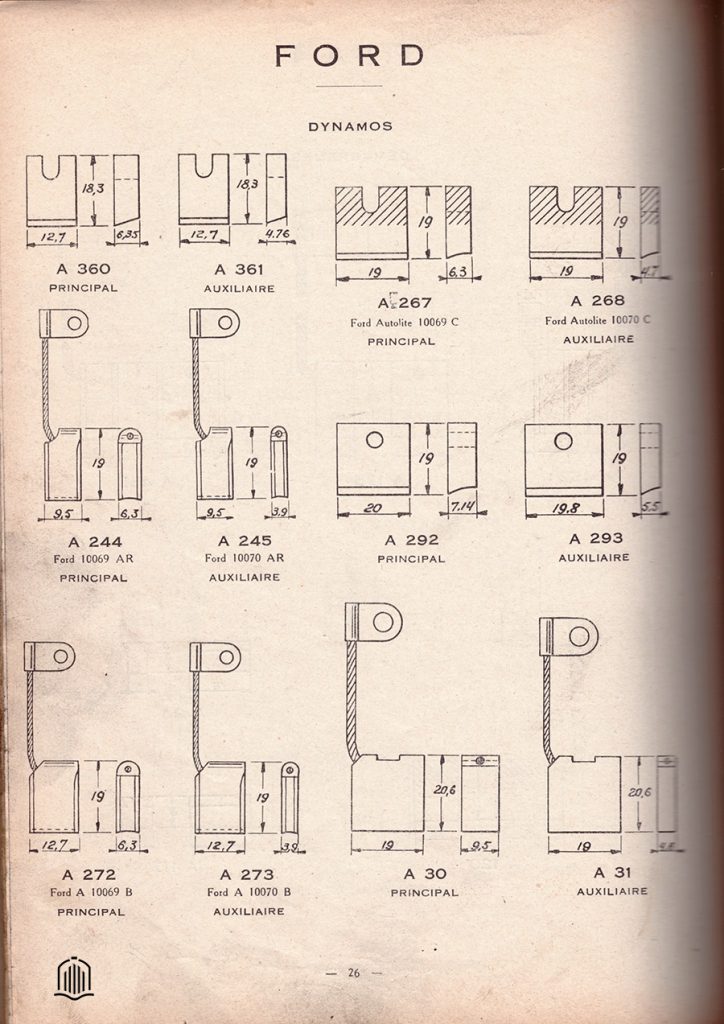 FORD
DYNAMOS
18,3
12,7
6,35
A 360
PRINCIPAL
18,3
12,7
4.76
A 361
AUXILIAIRE
19
19
6.3
A 267
Ford Autolite 10069 C
PRINCIPAL
19
19
4.7
A 268
Ford Autolite 10070 C
AUXILIAIRE
19
9,5
6,3
A 244
Ford 10069 AR
PRINCIPAL
19
9,5
3,9
A 245
Ford 10070 AR
AUXILIAIRE
19
20
7.14
A 292
PRINCIPAL
19
19.8
5.5
A 293
AUXILIAIRE
19
12,7
6,3
A 272
Ford A 10069 B
PRINCIPAL
19
12,7
3,9
A 273
Ford A 10070 B
AUXILIAIRE
20,6
19
9,5
A 30
PRINCIPAL
20,6
19
A 31
AUXILIAIRE
— 26 —